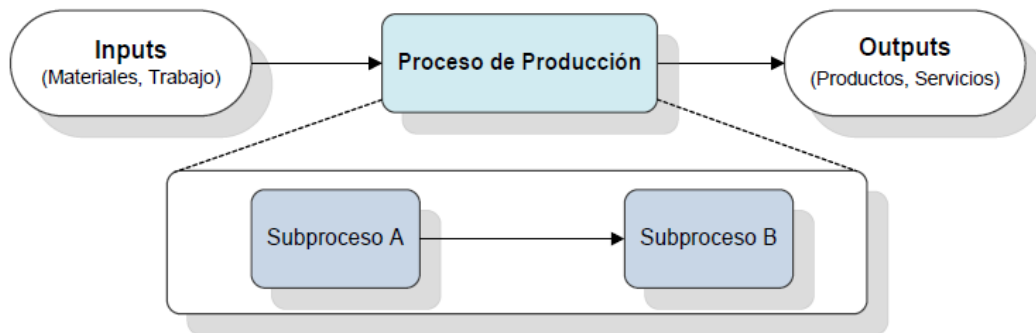 Inputs
(Materiales, Trabajo)
Proceso de Producción
Outputs
(Productos, Servicios)
Subproceso A
Subproceso B